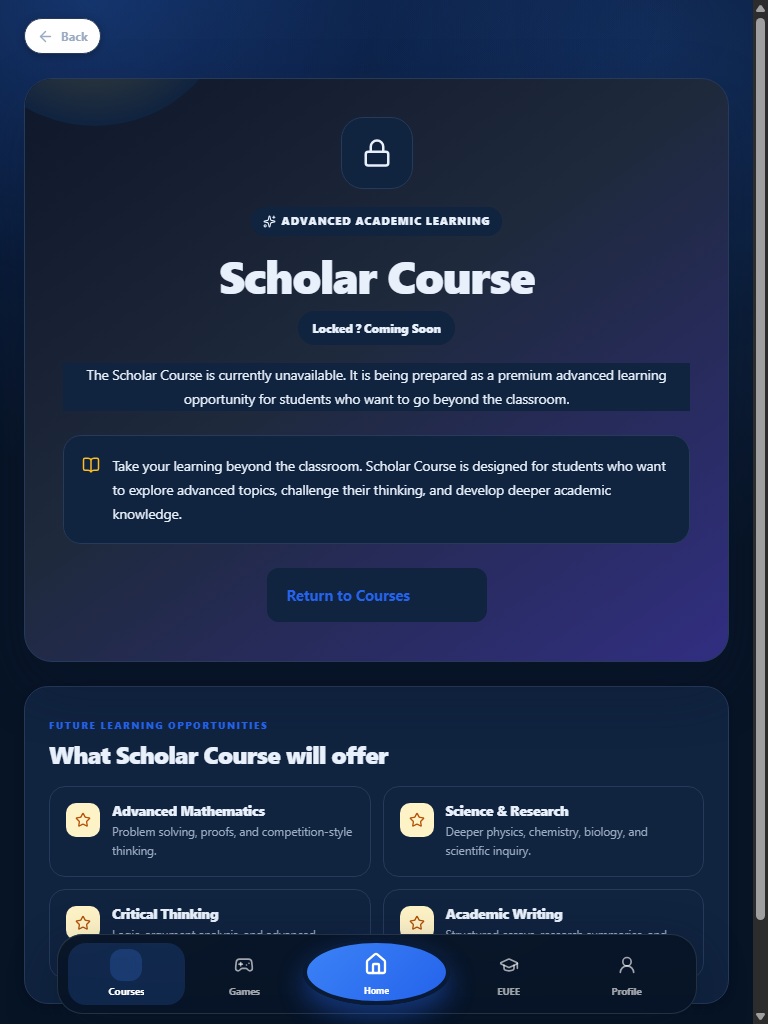 Back
ADVANCED ACADEMIC LEARNING
Scholar Course
Locked ? Coming Soon
The Scholar Course is currently unavailable. It is being prepared as a premium advanced learning
opportunity for students who want to go beyond the classroom.
Take your learning beyond the classroom. Scholar Course is designed for students who want
to explore advanced topics, challenge their thinking, and develop deeper academic
knowledge.
Return to Courses
FUTURE LEARNING OPPORTUNITIES
What Scholar Course will offer
Advanced Mathematics
Problem solving, proofs, and competition-style
thinking.
Science & Research
Deeper physics, chemistry, biology, and
scientific inquiry.
Critical Thinking
Academic Writing
Courses
Games
Home
EUEE
Profile